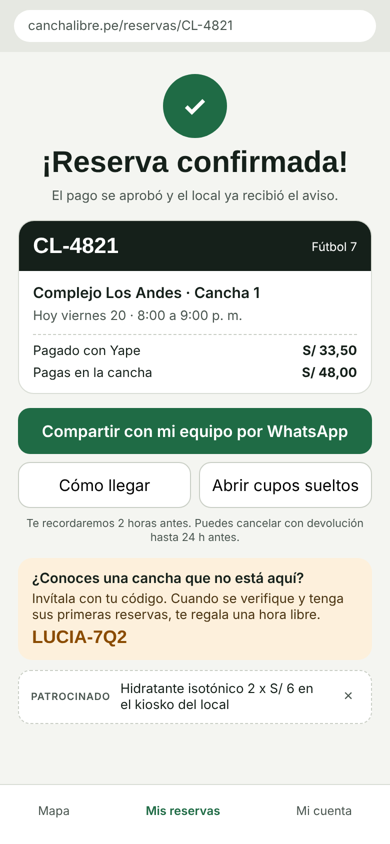 canchalibre.pe/reservas/CL-4821
¡Reserva confirmada!
El pago se aprobó y el local ya recibió el aviso.
CL-4821
Fútbol 7
Complejo Los Andes · Cancha 1
Hoy viernes 20 · 8:00 a 9:00 p. m.
Pagado con Yape S/ 33,50
Pagas en la cancha S/ 48,00
Compartir con mi equipo por WhatsApp
Cómo llegar
Abrir cupos sueltos
Te recordaremos 2 horas antes. Puedes cancelar con devolución
hasta 24 h antes.
¿Conoces una cancha que no está aquí?
Invítala con tu código. Cuando se verifique y tenga
sus primeras reservas, te regala una hora libre.
LUCIA-7Q2
PATROCINADO
Hidratante isotónico 2 x S/ 6 en
el kiosko del local
×
Mapa
Mis reservas
Mi cuenta